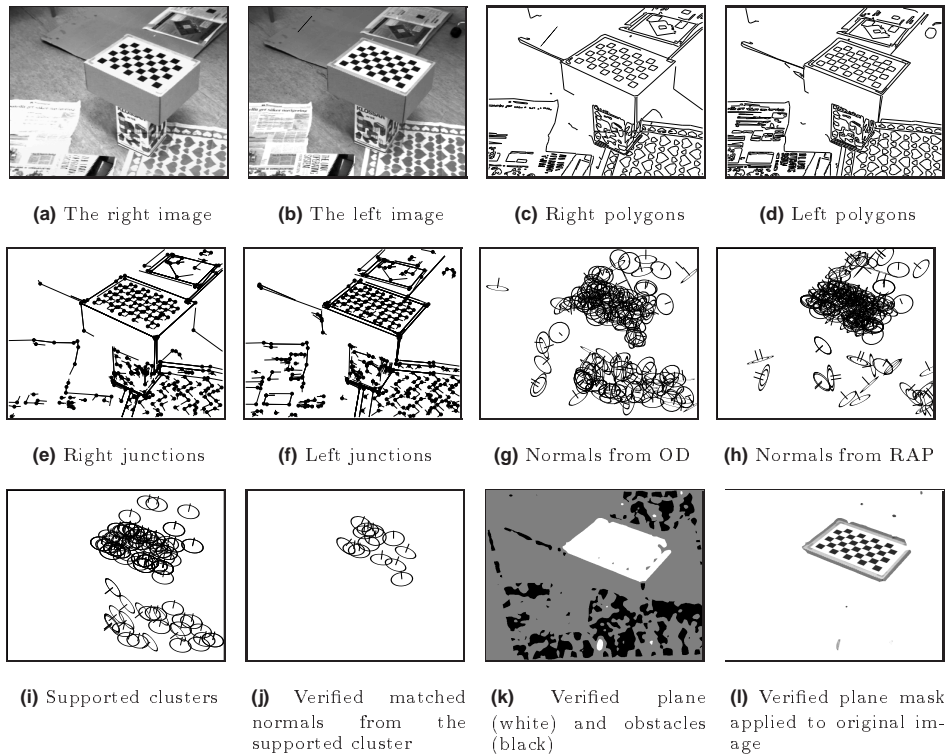 (a) The right image
(b) The left image
(c) Right polygons
(d) Left polygons
(e) Right junctions
(f) Left junctions
(g) Normals from OD
(h) Normals from RAP
(i) Supported clusters
(j) Verified matched
normals from the
supported cluster
(k) Verified plane
(white) and obstacles
(black)
(l) Verified plane mask
applied to original im-
age